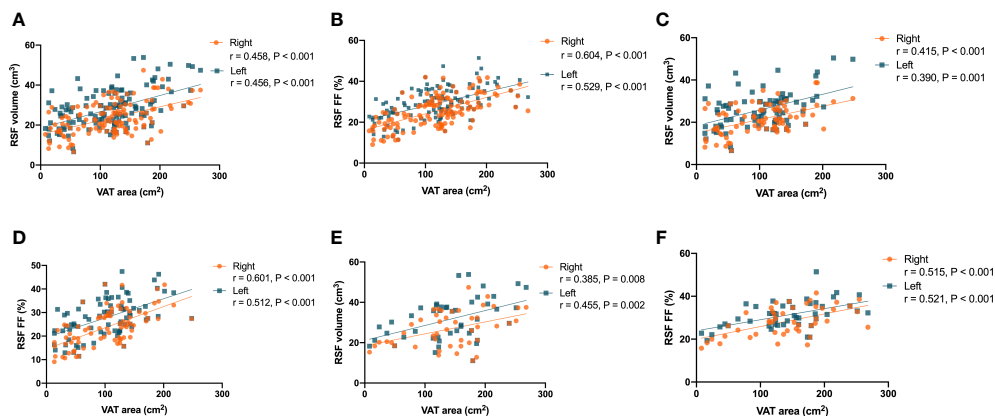 A
RSF volume (cm3)
60
40
20
0
0
100
200
300
VAT area (cm2)
Right
r = 0.458, P < 0.001
Left
r = 0.456, P < 0.001
B
RSF FF (%)
60
40
20
0
0
100
200
300
VAT area (cm2)
Right
r = 0.604, P < 0.001
Left
r = 0.529, P < 0.001
C
RSF volume (cm3)
60
40
20
0
0
100
200
300
VAT area (cm2)
Right
r = 0.415, P < 0.001
Left
r = 0.390, P = 0.001
D
RSF FF (%)
50
40
30
20
10
0
0
100
200
300
VAT area (cm2)
Right
r = 0.601, P < 0.001
Left
r = 0.512, P < 0.001
E
RSF volume (cm3)
60
40
20
0
0
100
200
300
VAT area (cm2)
Right
r = 0.385, P = 0.008
Left
r = 0.455, P = 0.002
F
RSF FF (%)
60
40
20
0
0
100
200
300
VAT area (cm2)
Right
r = 0.515, P < 0.001
Left
r = 0.521, P < 0.001